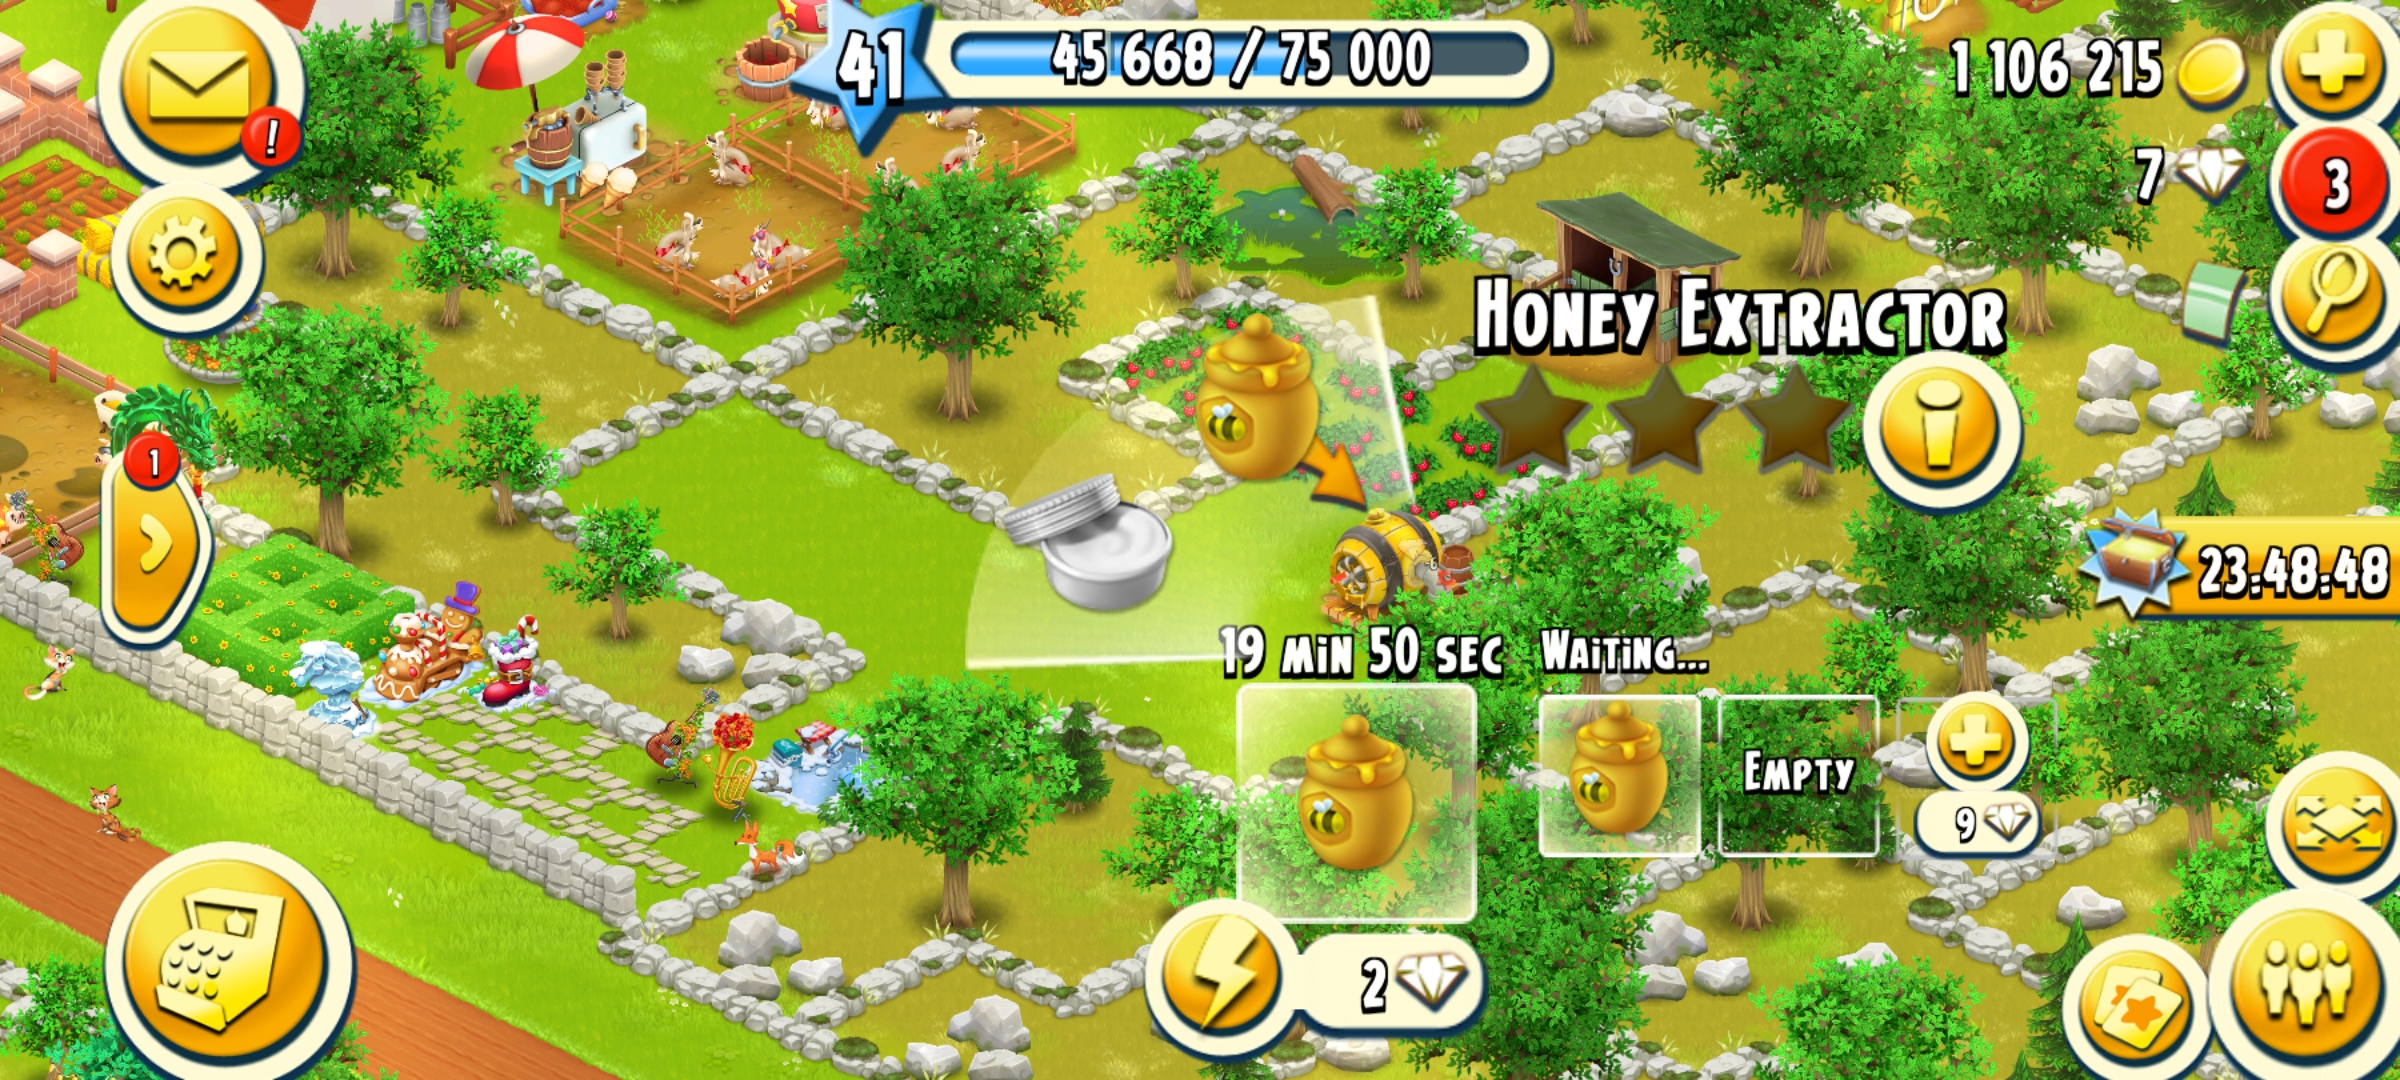 !
41
45 668 / 75 000
1 106 215
7
3
HONEY EXTRACTOR
1
23:48:48
19 MIN 50 SEC
WAITING...
EMPTY
9
2